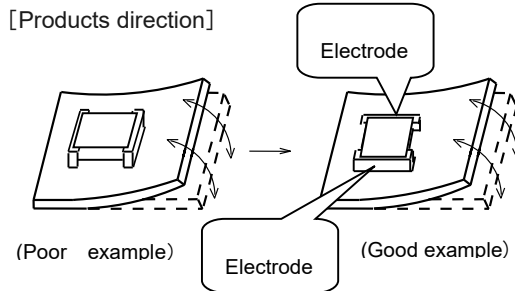 ［Products direction］
Electrode
Electrode
(Poor example）
(Good example）